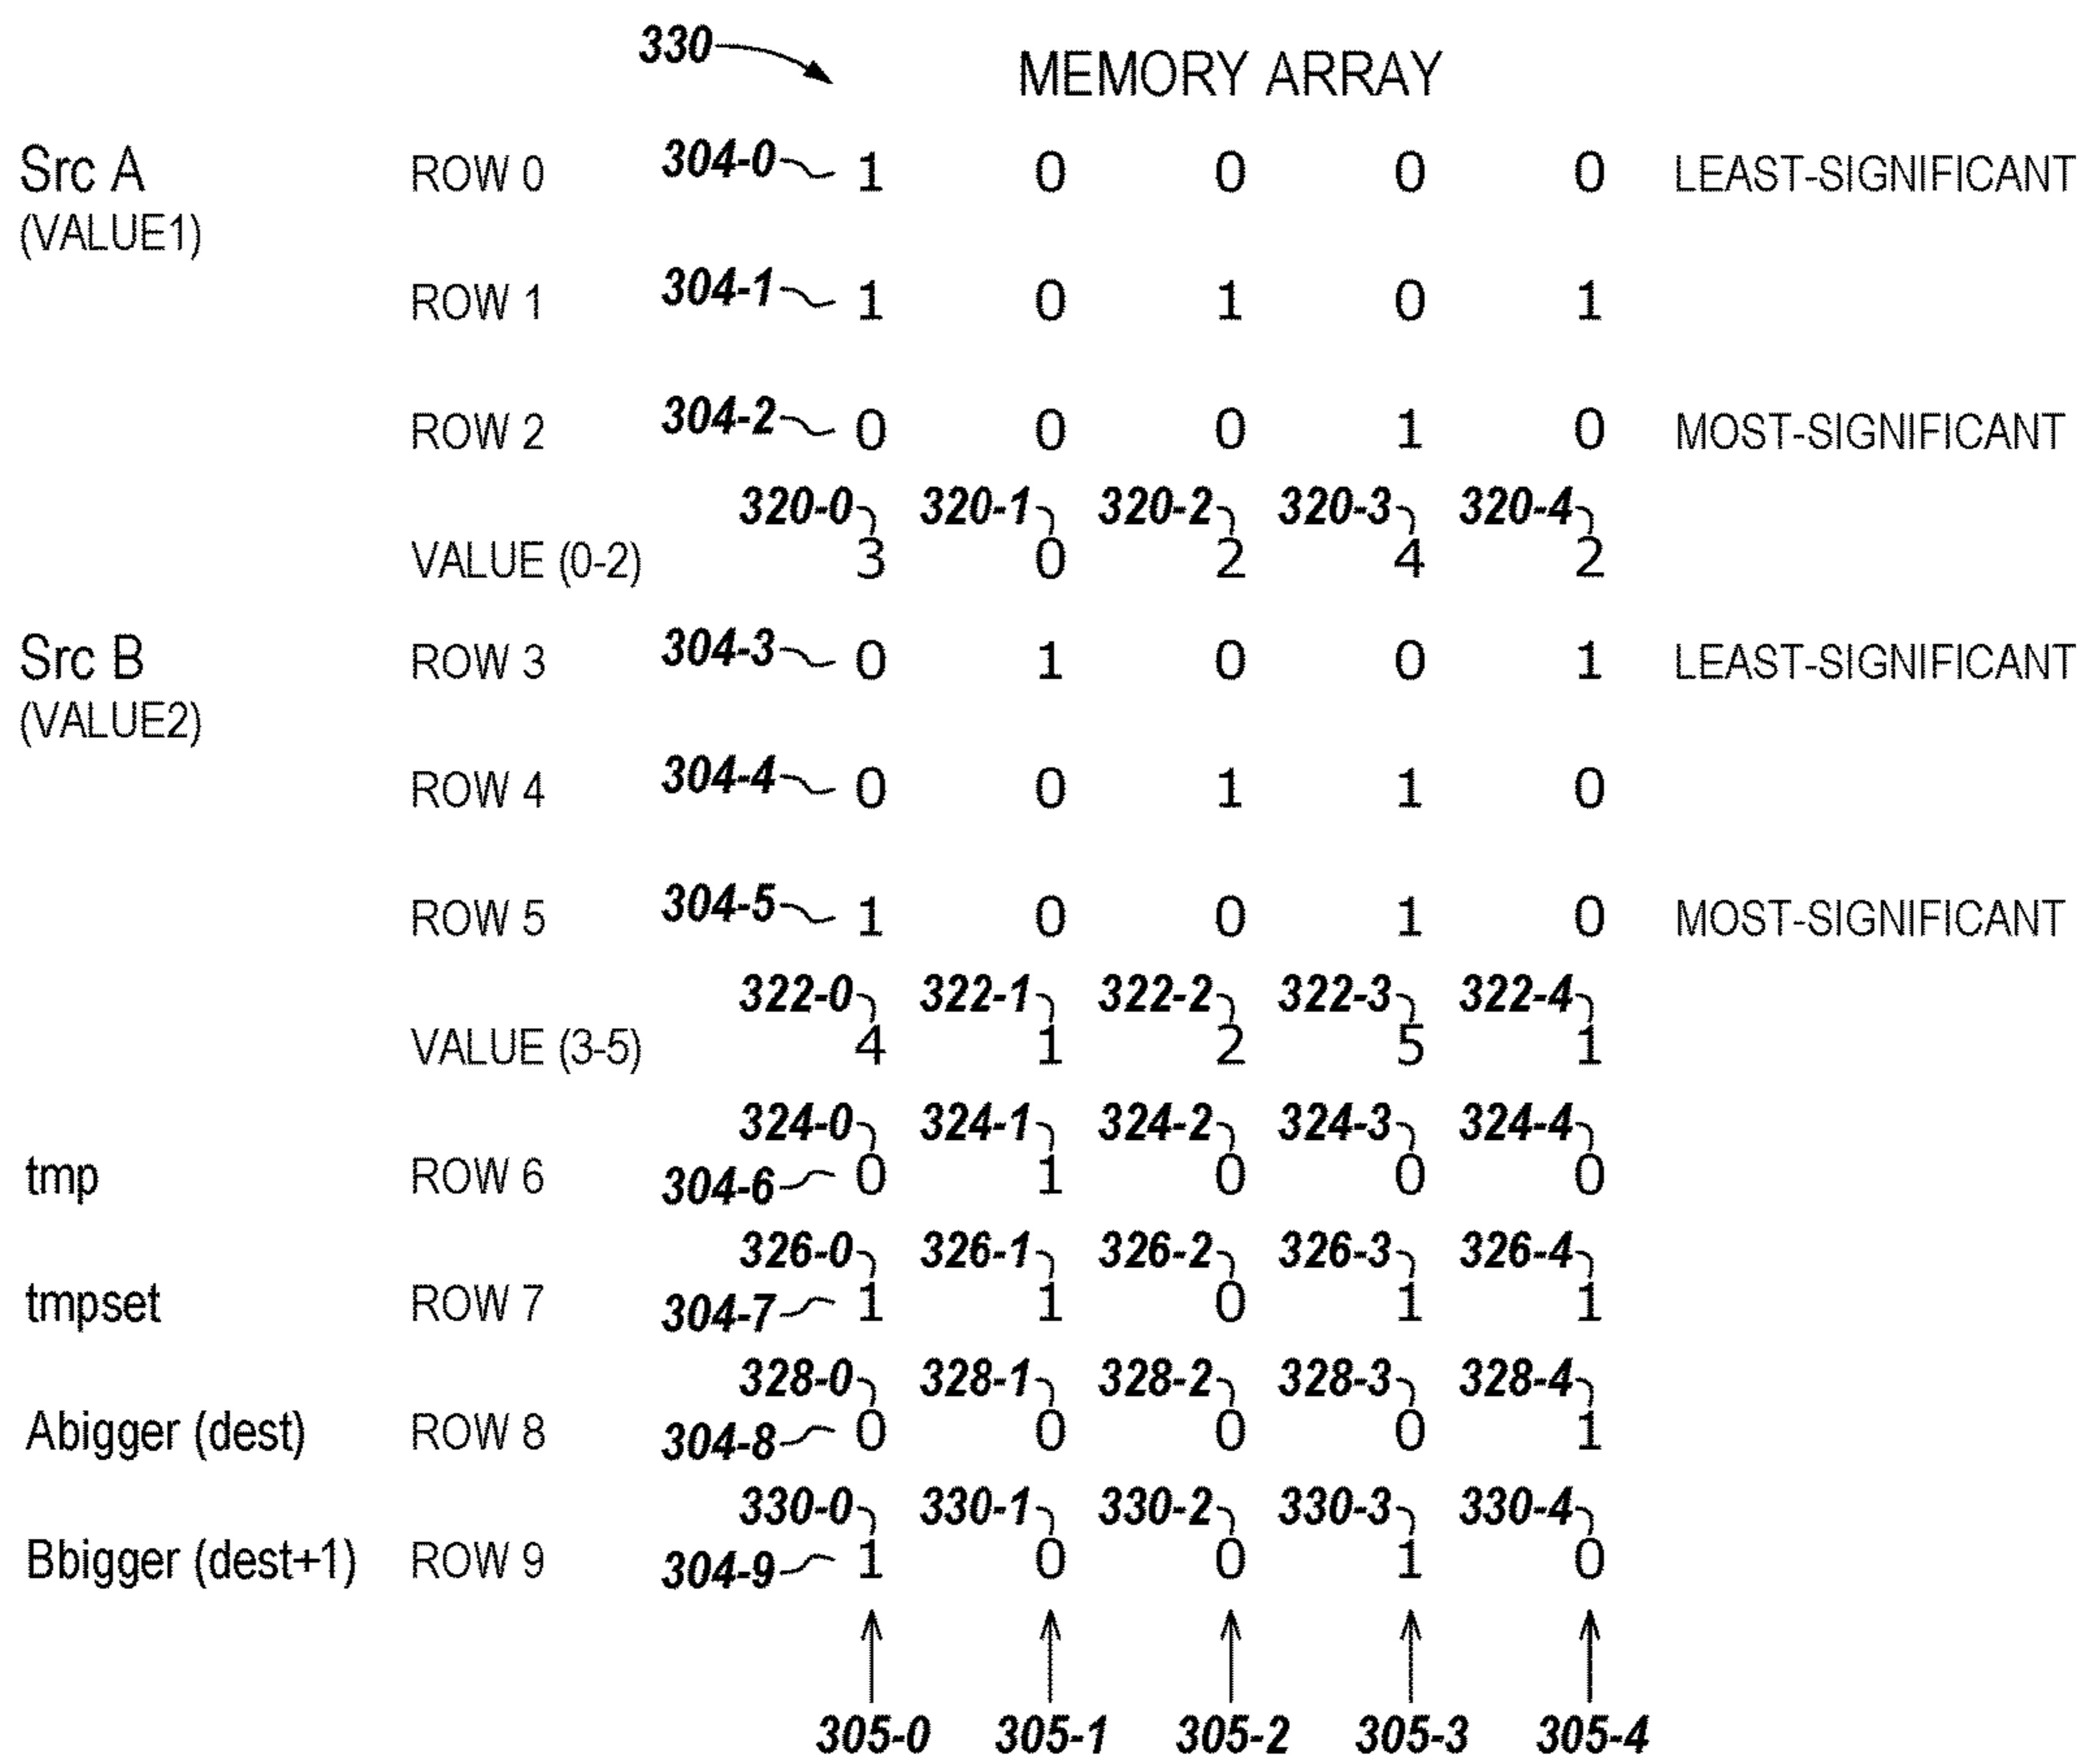 330 MEMORY ARRAY
Src A ROW 0 304-0 1 0 0 0 0 LEAST-SIGNIFICANT
(VALUE1)
ROW 1 304-1 1 0 1 0 1
ROW 2 304-2 0 0 0 1 0 MOST-SIGNIFICANT
320-0 320-1 320-2 320-3 320-4
VALUE (0-2) 3 0 2 4 2
Src B ROW 3 304-3 0 1 0 0 1 LEAST-SIGNIFICANT
(VALUE2)
ROW 4 304-4 0 0 1 1 0
ROW 5 304-5 1 0 0 1 0 MOST-SIGNIFICANT
322-0 322-1 322-2 322-3 322-4
VALUE (3-5) 4 1 2 5 1
324-0 324-1 324-2 324-3 324-4
tmp ROW 6 304-6 0 1 0 0 0
326-0 326-1 326-2 326-3 326-4
tmpset ROW 7 304-7 1 1 0 1 1
328-0 328-1 328-2 328-3 328-4
Abigger (dest) ROW 8 304-8 0 0 0 0 1
330-0 330-1 330-2 330-3 330-4
Bbigger (dest+1) ROW 9 304-9 1 0 0 1 0
305-0 305-1 305-2 305-3 305-4